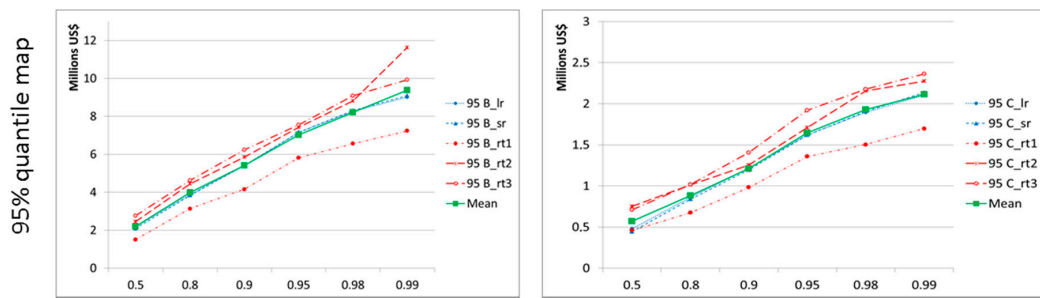 95% quantile map
Millions US$
12
10
8
6
4
2
0
0.5 0.8 0.9 0.95 0.98 0.99
95 B_lr
95 B_sr
95 B_rt1
95 B_rt2
95 B_rt3
Mean
Millions US$
3
2.5
2
1.5
1
0.5
0
0.5 0.8 0.9 0.95 0.98 0.99
95 C_lr
95 C_sr
95 C_rt1
95 C_rt2
95 C_rt3
Mean